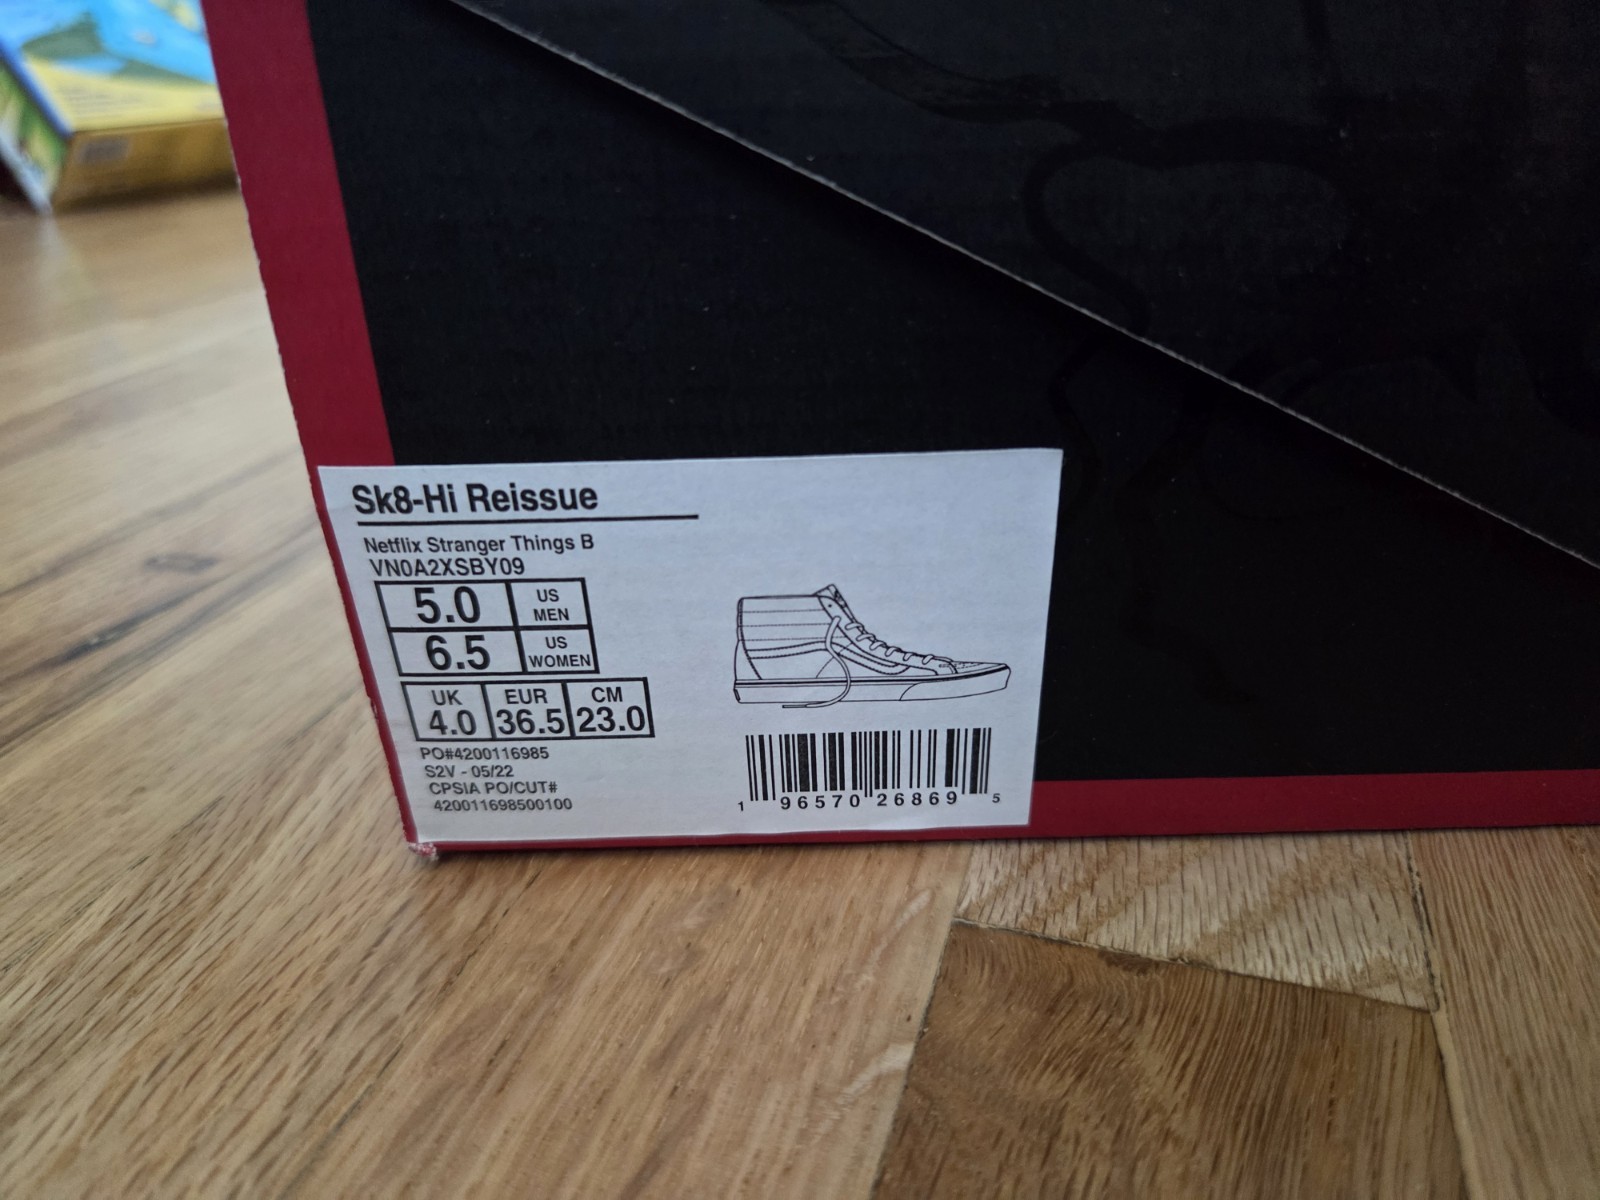 Sk8-Hi Reissue
Netflix Stranger Things B
VN0A2XSBY09
5.0 US MEN
6.5 US WOMEN
UK EUR CM
4.0 36.5 23.0
PO#4200116985
S2V - 05/22
CPSIA PO/CUT#
420011698500100
1 96570 26869 5